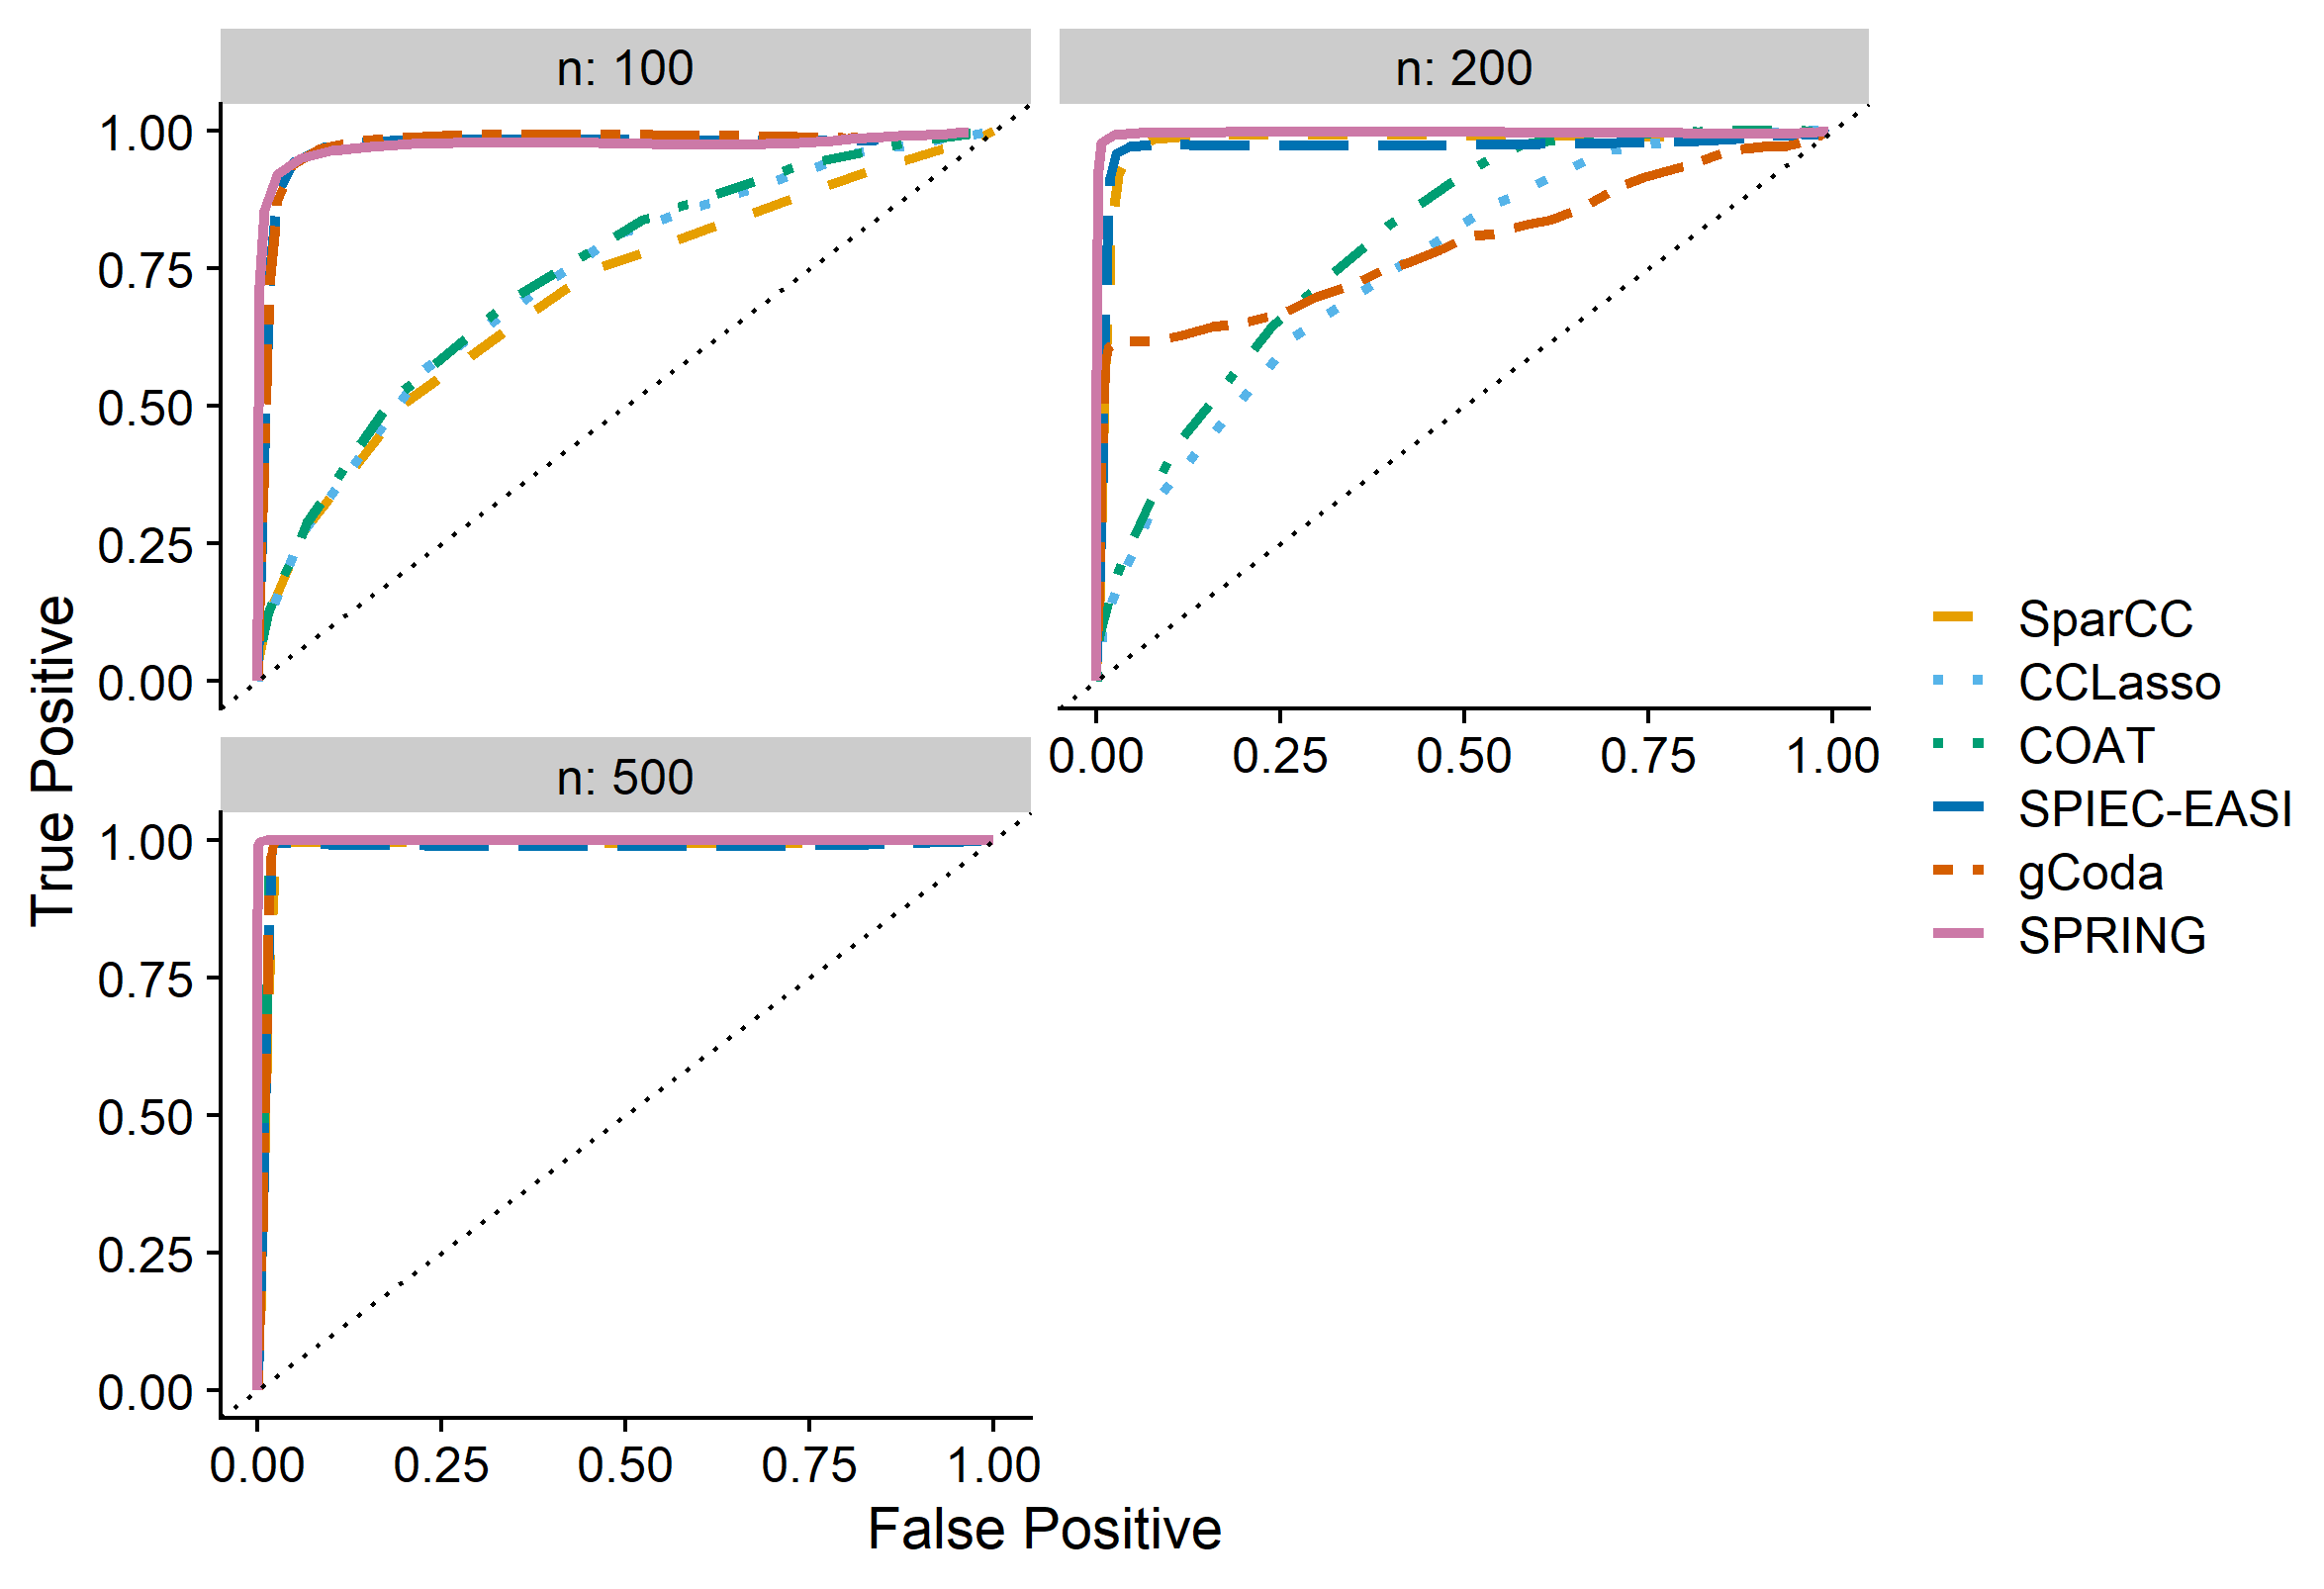 n: 100
n: 200
1.00
0.75
0.50
0.25
0.00
0.00 0.25 0.50 0.75 1.00
n: 500
1.00
0.75
0.50
0.25
0.00
0.00 0.25 0.50 0.75 1.00
True Positive
False Positive
SparCC
CCLasso
COAT
SPIEC-EASI
gCoda
SPRING